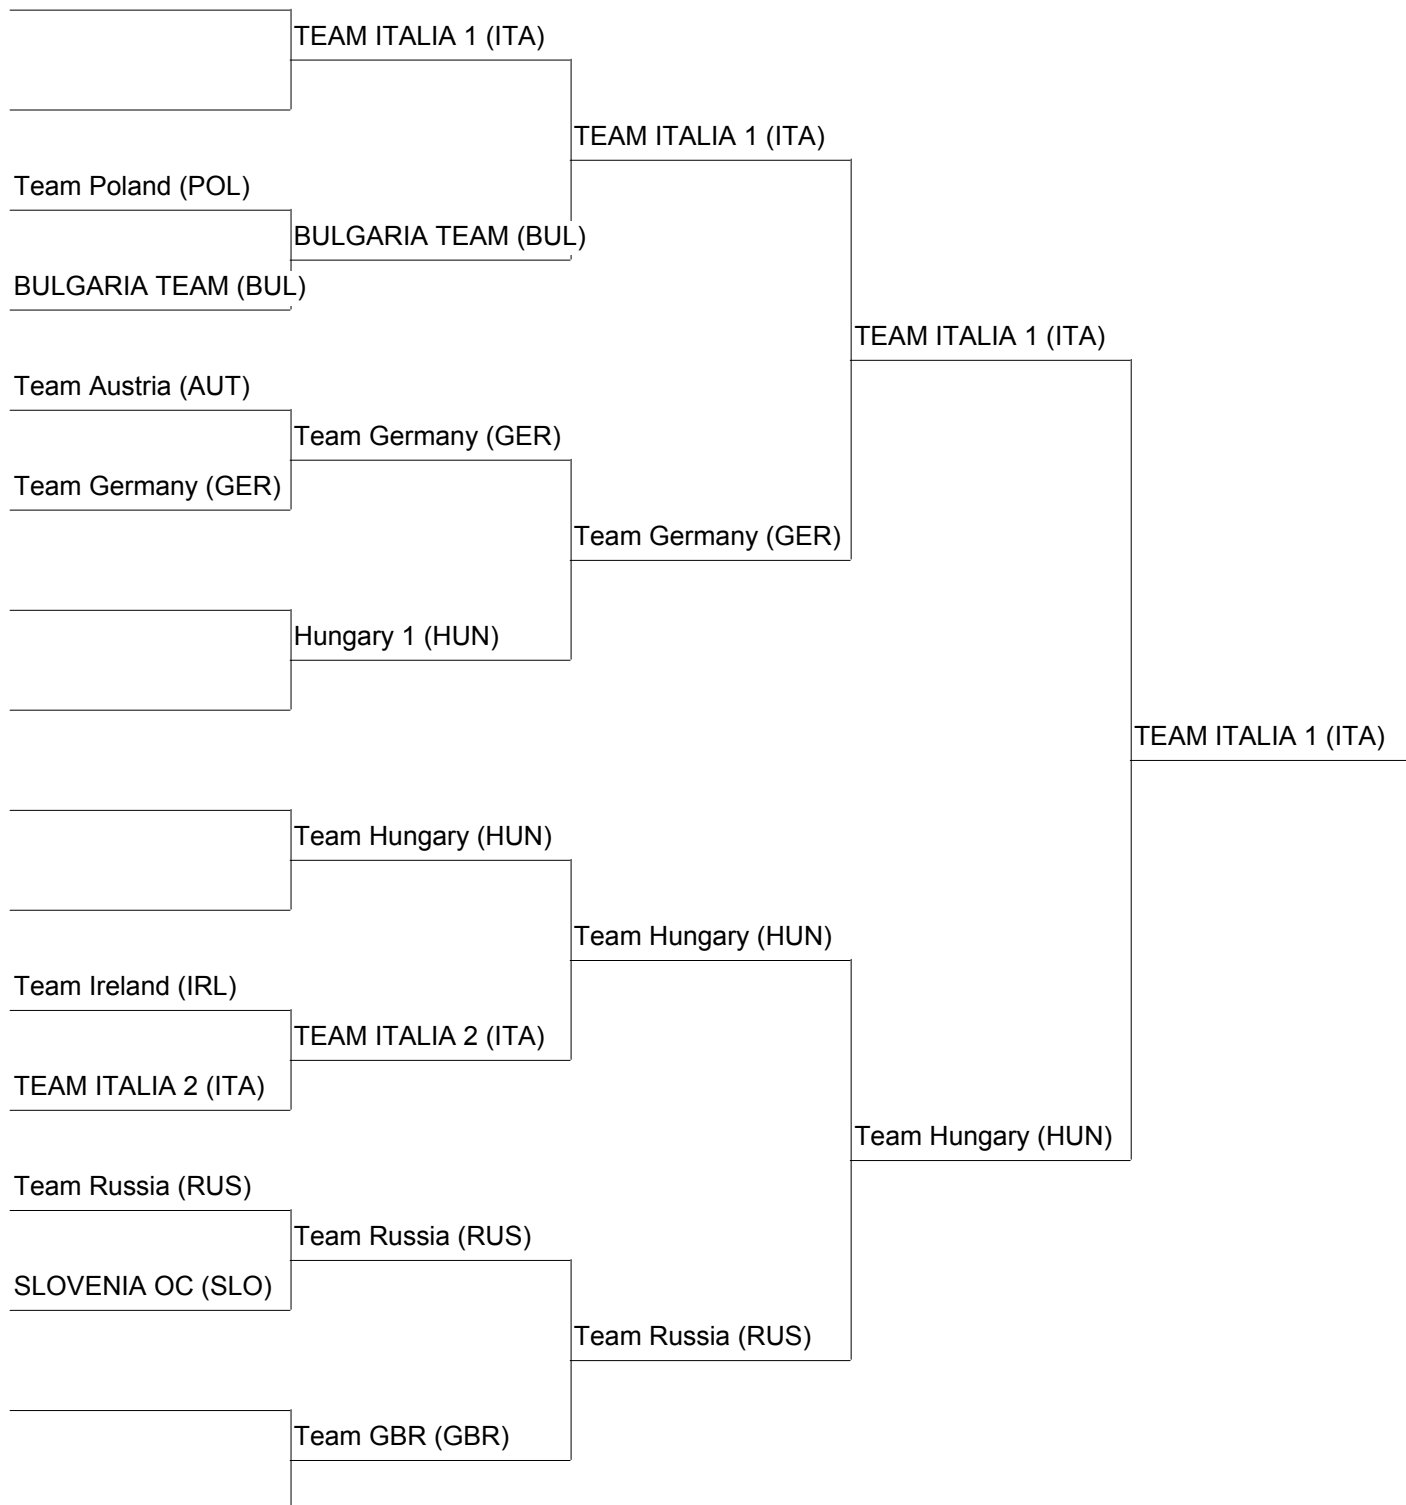 TEAM ITALIA 1 (ITA)
TEAM ITALIA 1 (ITA)
Team Poland (POL)
BULGARIA TEAM (BUL)
BULGARIA TEAM (BUL)
TEAM ITALIA 1 (ITA)
Team Austria (AUT)
Team Germany (GER)
Team Germany (GER)
Team Germany (GER)
Hungary 1 (HUN)
TEAM ITALIA 1 (ITA)
Team Hungary (HUN)
Team Hungary (HUN)
Team Ireland (IRL)
TEAM ITALIA 2 (ITA)
TEAM ITALIA 2 (ITA)
Team Hungary (HUN)
Team Russia (RUS)
Team Russia (RUS)
SLOVENIA OC (SLO)
Team Russia (RUS)
Team GBR (GBR)